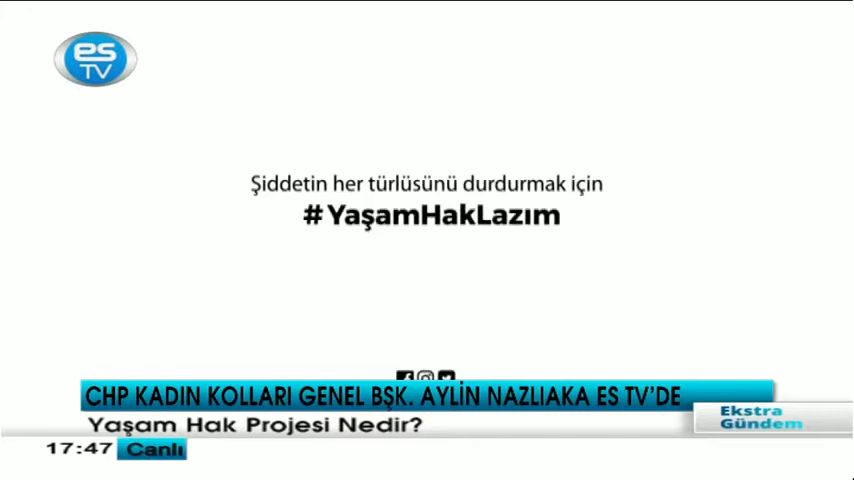 es
TV
Şiddetin her türlüsünü durdurmak için
#YaşamHakLazım
CHP KADIN KOLLARI GENEL BŞK. AYLİN NAZLIAKA ES TV'DE
Yaşam Hak Projesi Nedir?
Ekstra
Gündem
17:47 Canlı